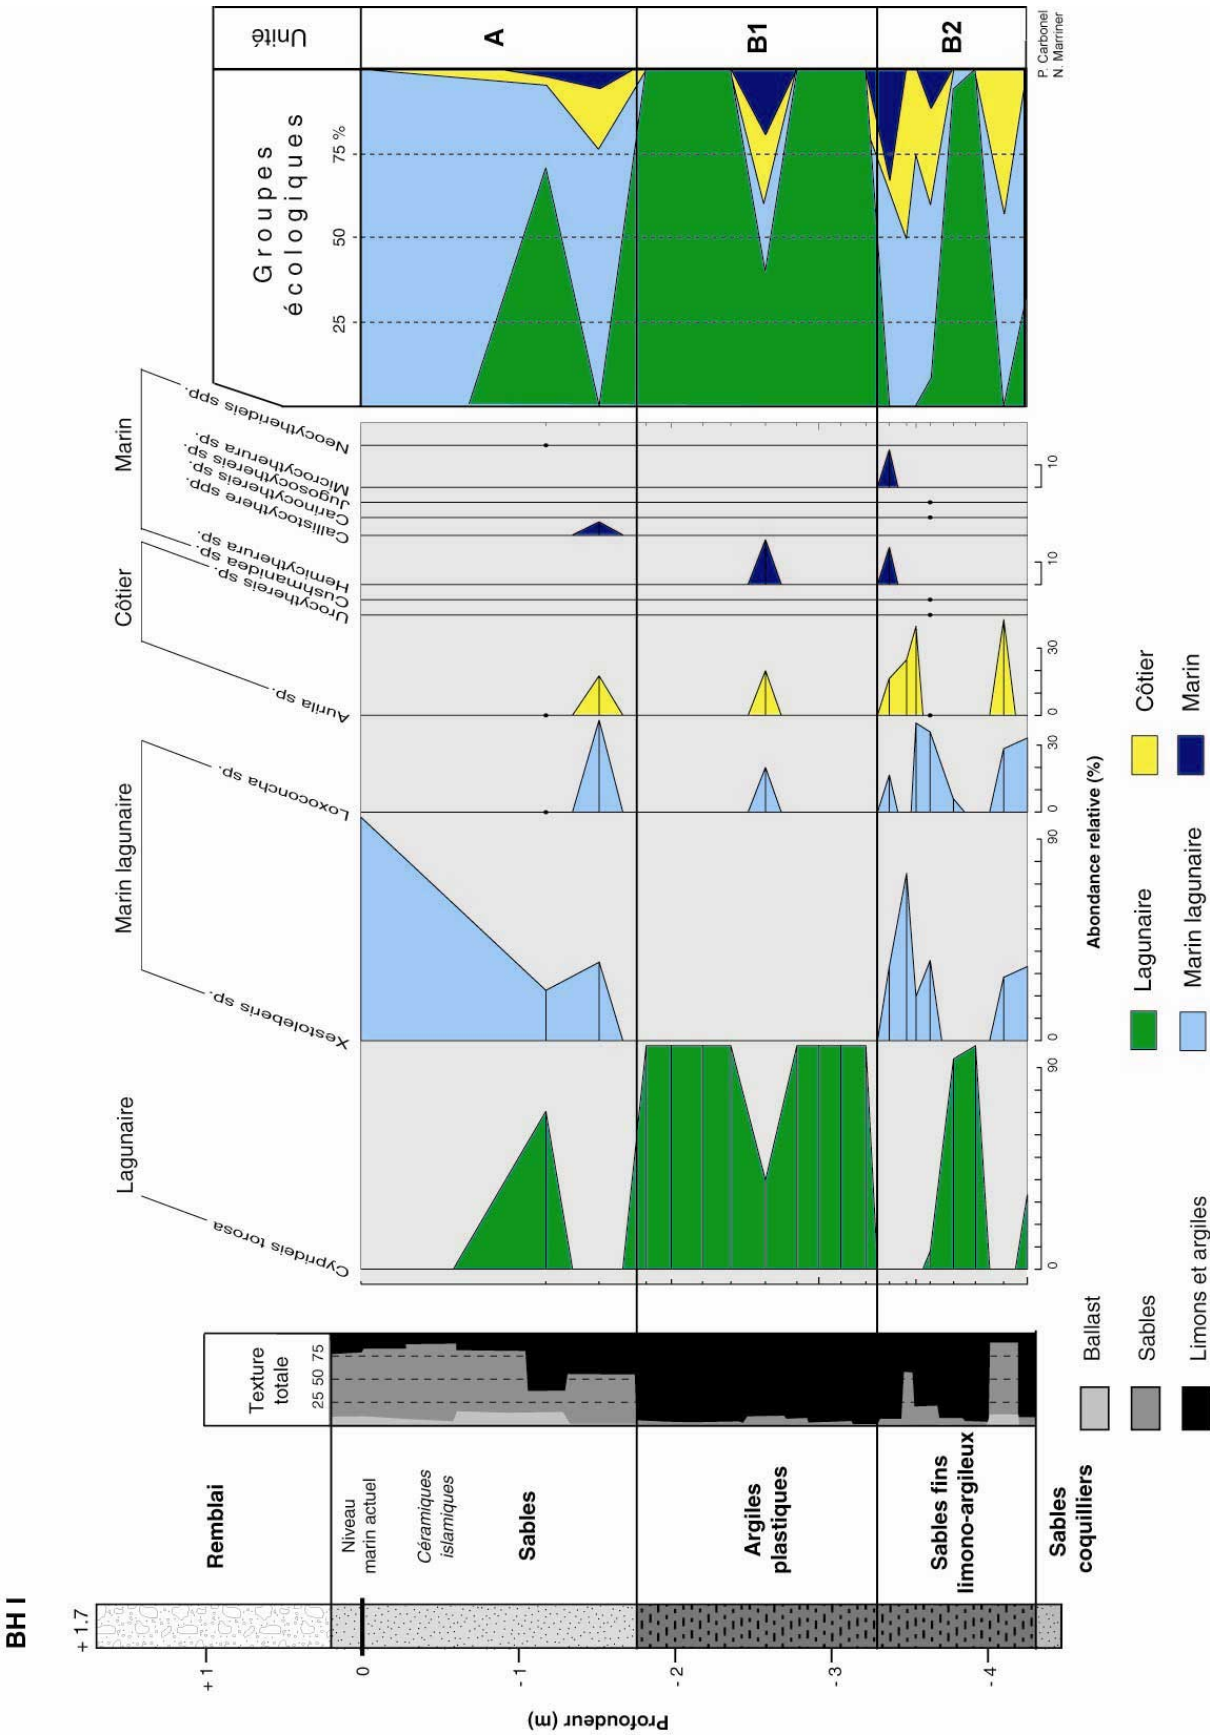 BH I
+ 1.7
Profoudeur (m)
+ 1
0
- 1
- 2
- 3
- 4
Remblai
Niveau
marin actuel
Céramiques
islamiques
Sables
Argiles
plastiques
Sables fins
limono-argileux
Sables
coquilliers
Texture
totale
25 50 75
Lagunaire
Marin lagunaire
Côtier
Marin
Cyprideis torosa
Xestoleberis sp.
Loxoconcha sp.
Aurila sp.
Urocythereis sp.
Cushmanidea sp.
Hemicytherura sp.
Callistocythere spp.
Carinocythereis sp.
Jugosocythereis sp.
Microcytherura sp.
Neocytherideis spp.
0 90
0 90
0 30
0 30
10
10
Abondance relative (%)
Groupes
écologiques
25 50 75 %
Unité
A
B1
B2
P. Carbonel
N. Marriner
Ballast
Sables
Limons et argiles
Lagunaire
Marin lagunaire
Côtier
Marin